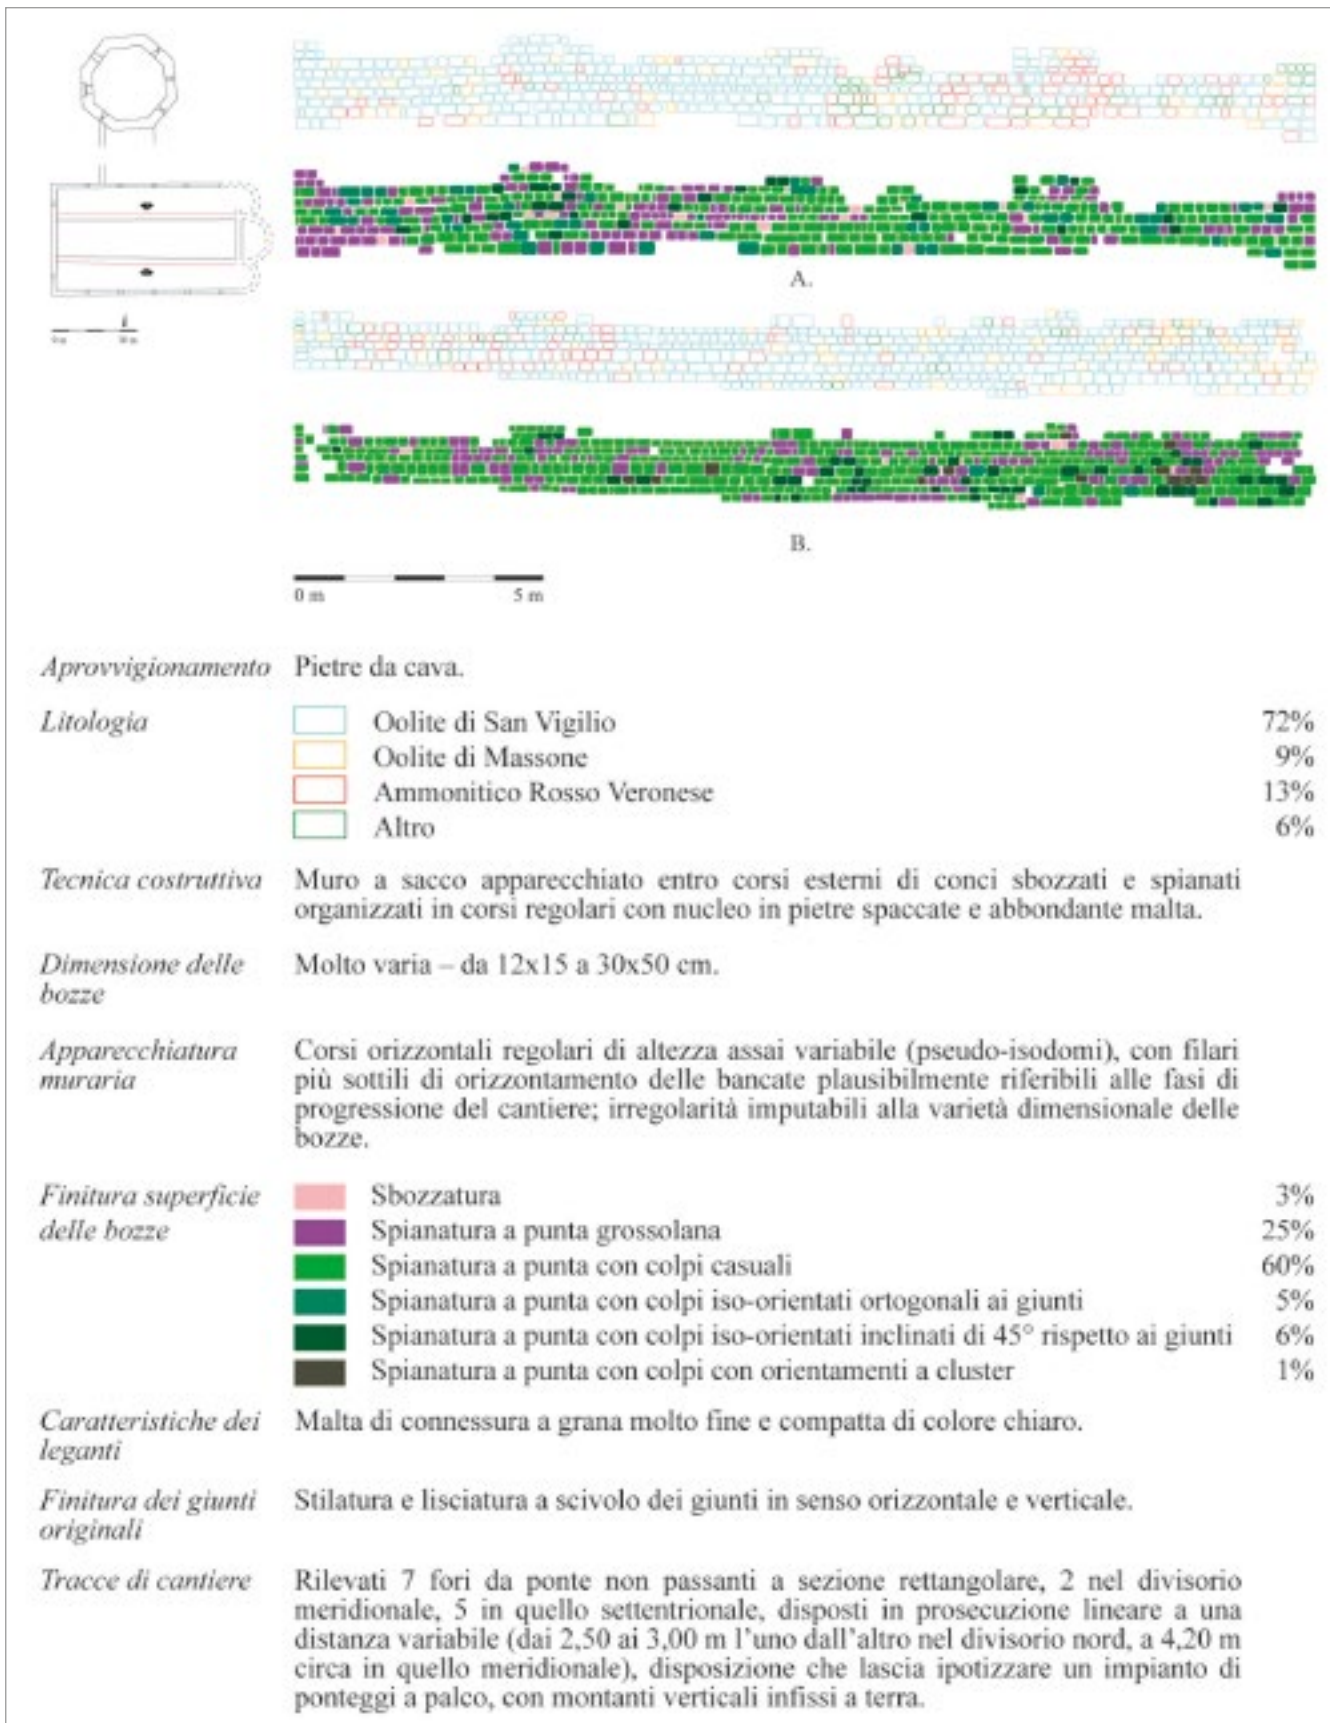 A.
B.
0 m 5 m
Aprovvigionamento Pietre da cava.
Litologia
Oolite di San Vigilio 72%
Oolite di Massone 9%
Ammonitico Rosso Veronese 13%
Altro 6%
Tecnica costruttiva Muro a sacco apparecchiato entro corsi esterni di conci sbozzati e spianati
organizzati in corsi regolari con nucleo in pietre spaccate e abbondante malta.
Dimensione delle
bozze
Molto varia – da 12x15 a 30x50 cm.
Apparecchiatura
muraria
Corsi orizzontali regolari di altezza assai variabile (pseudo-isodomi), con filari
più sottili di orizzontamento delle bancate plausibilmente riferibili alle fasi di
progressione del cantiere; irregolarità imputabili alla varietà dimensionale delle
bozze.
Finitura superficie
delle bozze
Sbozzatura 3%
Spianatura a punta grossolana 25%
Spianatura a punta con colpi casuali 60%
Spianatura a punta con colpi iso-orientati ortogonali ai giunti 5%
Spianatura a punta con colpi iso-orientati inclinati di 45° rispetto ai giunti 6%
Spianatura a punta con colpi con orientamenti a cluster 1%
Caratteristiche dei
leganti
Malta di connessura a grana molto fine e compatta di colore chiaro.
Finitura dei giunti
originali
Stilatura e lisciatura a scivolo dei giunti in senso orizzontale e verticale.
Tracce di cantiere Rilevati 7 fori da ponte non passanti a sezione rettangolare, 2 nel divisorio
meridionale, 5 in quello settentrionale, disposti in prosecuzione lineare a una
distanza variabile (dai 2,50 ai 3,00 m l'uno dall'altro nel divisorio nord, a 4,20 m
circa in quello meridionale), disposizione che lascia ipotizzare un impianto di
ponteggi a palco, con montanti verticali infissi a terra.